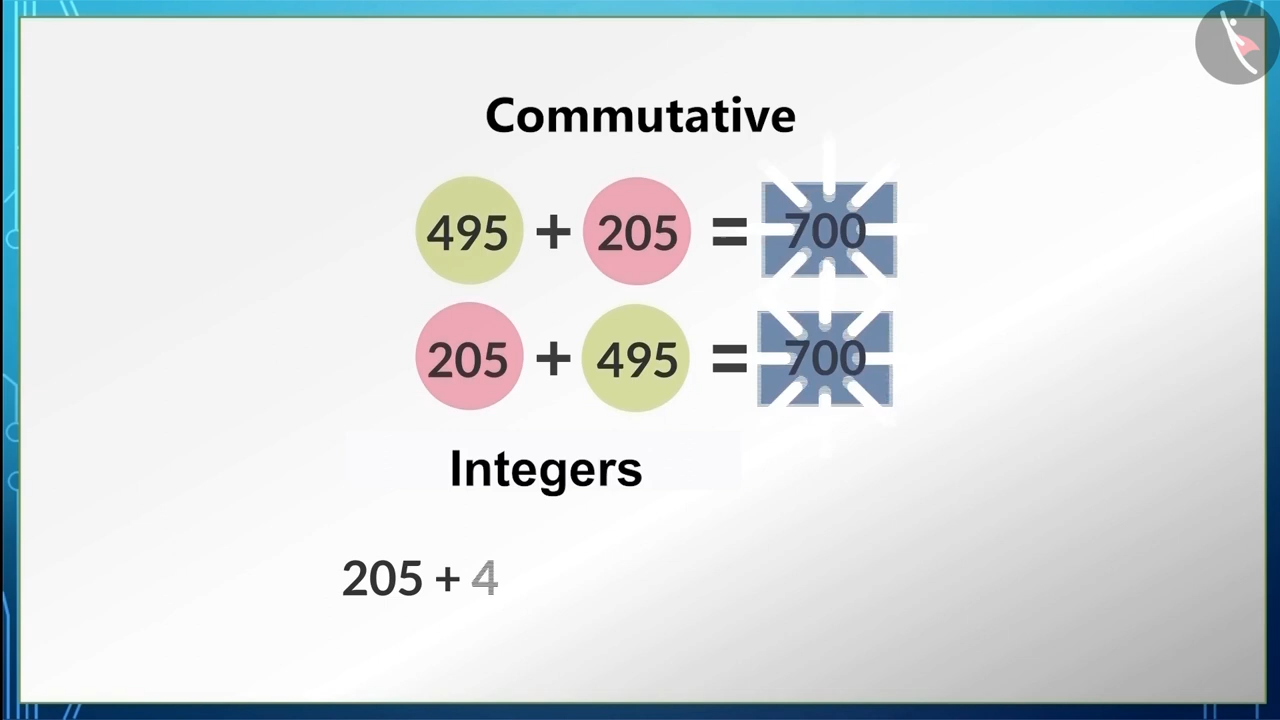 Commutative
495 + 205 = 700
205 + 495 = 700
Integers
205 + 4